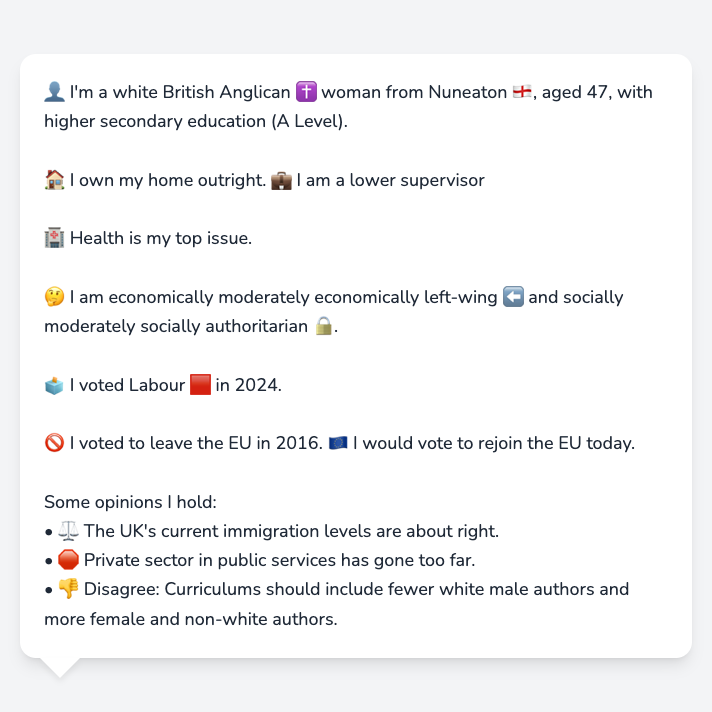 👤 I'm a white British Anglican ✝️ woman from Nuneaton 🏴󠁧󠁢󠁥󠁮󠁧󠁿, aged 47, with
higher secondary education (A Level).
🏠 I own my home outright. 💼 I am a lower supervisor
🏥 Health is my top issue.
🤔 I am economically moderately economically left-wing ⬅️ and socially
moderately socially authoritarian 🔒.
🗳️ I voted Labour 🟥 in 2024.
🚫 I voted to leave the EU in 2016. 🇪🇺 I would vote to rejoin the EU today.
Some opinions I hold:
• ⚖️ The UK's current immigration levels are about right.
• 🛑 Private sector in public services has gone too far.
• 👎 Disagree: Curriculums should include fewer white male authors and
more female and non-white authors.